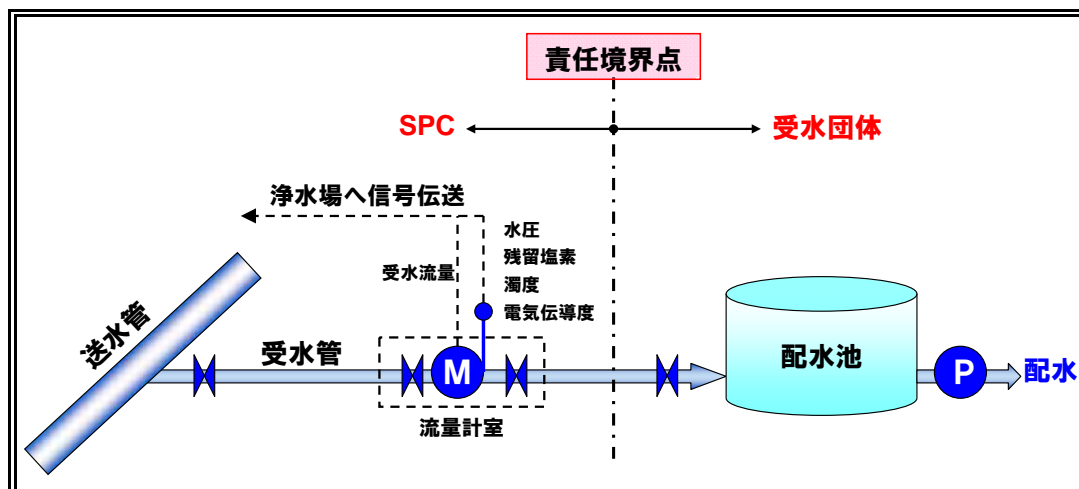 責任境界点
SPC
受水団体
浄水場へ信号伝送
水圧
残留塩素
濁度
電気伝導度
受水流量
送水管
受水管
M
配水池
P
配水
流量計室